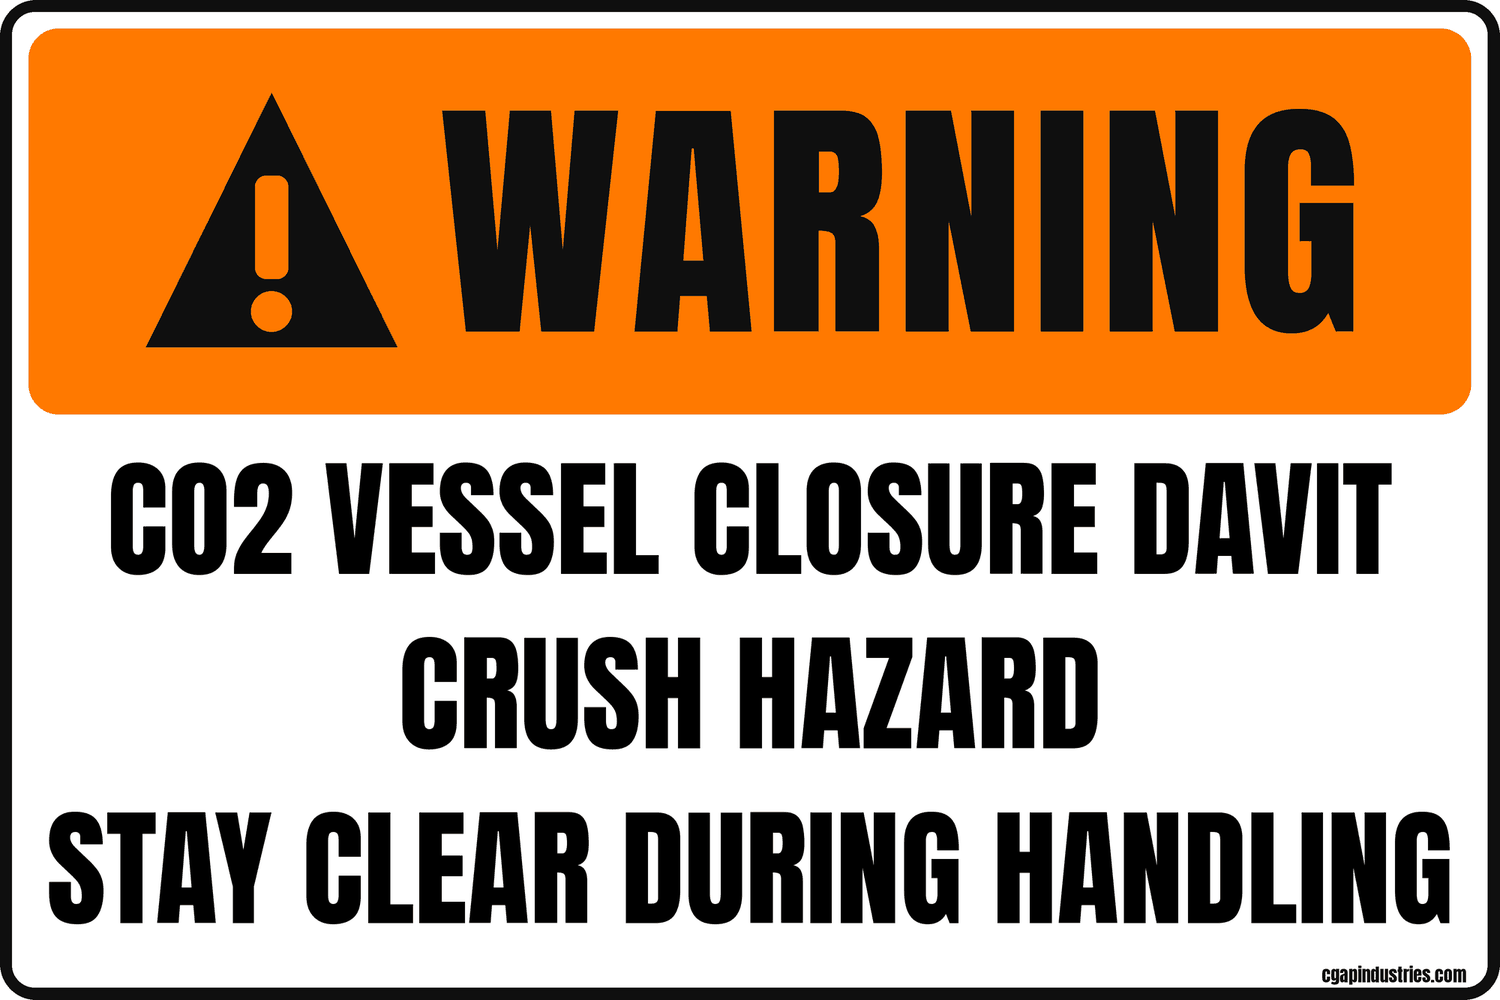 WARNING
CO2 VESSEL CLOSURE DAVIT
CRUSH HAZARD
STAY CLEAR DURING HANDLING
cgapindustries.com